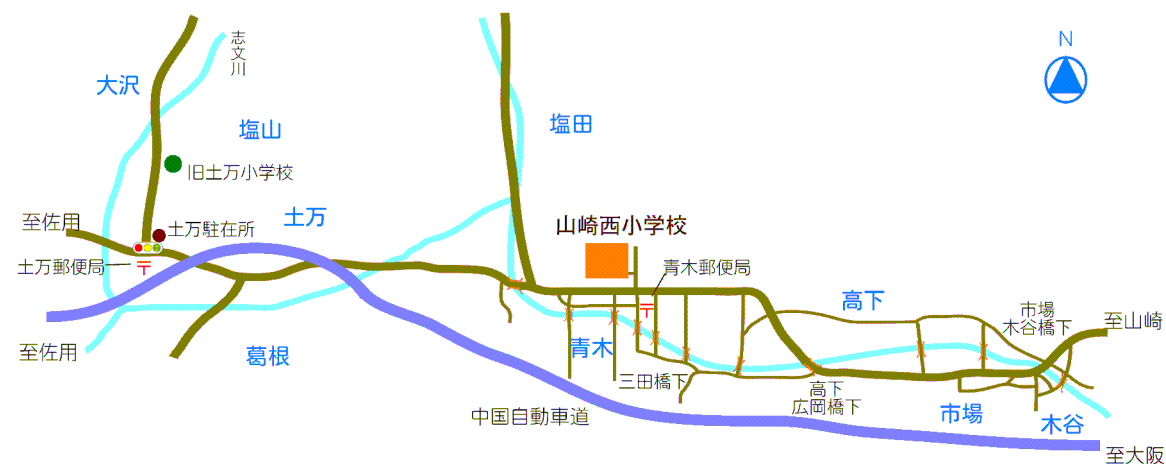 N
志文川
大沢
塩山
塩田
旧土万小学校
至佐用
土万駐在所
土万
山崎西小学校
土万郵便局
〒
青木郵便局
〒
高下
市場
木谷橋下
至山崎
至佐用
葛根
青木
三田橋下
高下
広岡橋下
中国自動車道
市場
木谷
至大阪